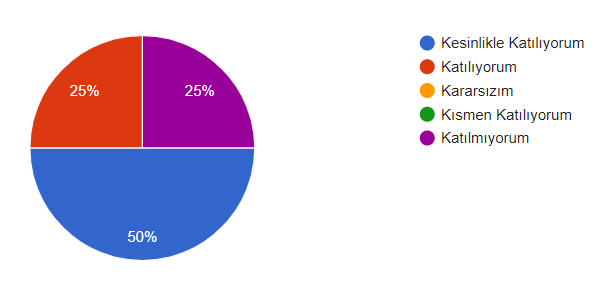 25%
25%
50%
Kesinlikle Katılıyorum
Katılıyorum
Kararsızım
Kısmen Katılıyorum
Katılmıyorum